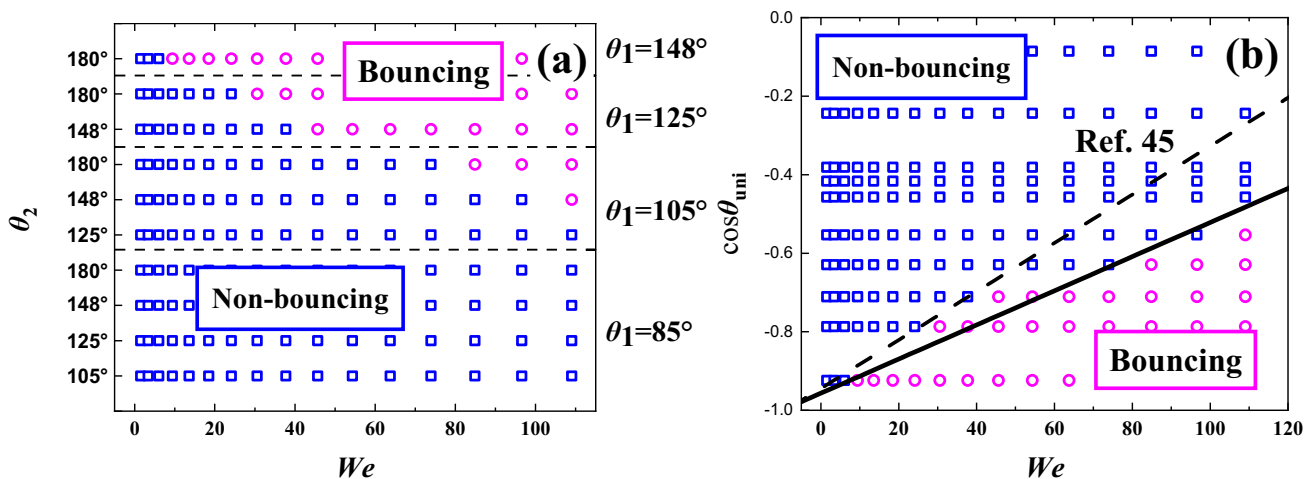 (a)
Bouncing
Non-bouncing
θ1=148°
θ1=125°
θ1=105°
θ1=85°
180°
180°
148°
180°
148°
125°
180°
148°
125°
105°
θ2
0 20 40 60 80 100
We
(b)
Non-bouncing
Ref. 45
Bouncing
0.0
-0.2
-0.4
-0.6
-0.8
-1.0
cosθuni
0 20 40 60 80 100 120
We